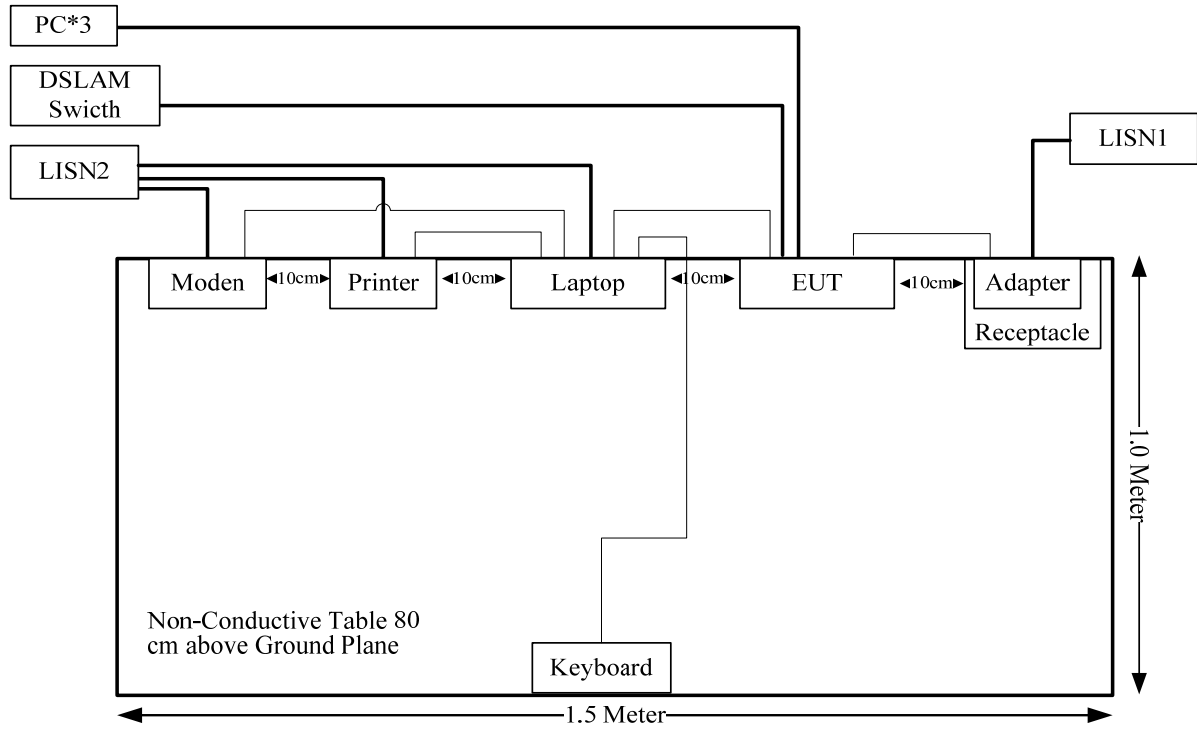 PC*3
DSLAM
Swicth
LISN2
LISN1
Moden
10cm
Printer
10cm
Laptop
10cm
EUT
10cm
Adapter
Receptacle
1.0 Meter
Non-Conductive Table 80
cm above Ground Plane
Keyboard
1.5 Meter